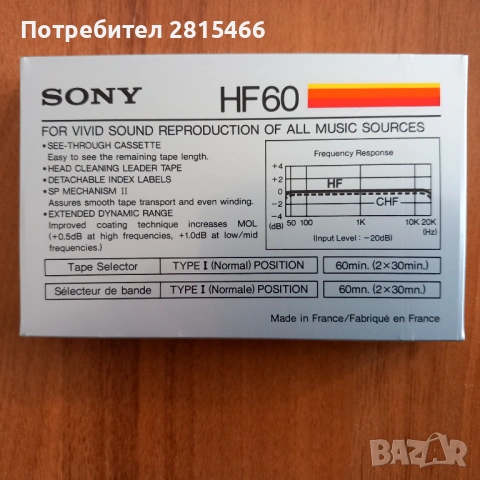 Потребител 2815466
SONY HF60
FOR VIVID SOUND REPRODUCTION OF ALL MUSIC SOURCES
•SEE-THROUGH CASSETTE
Easy to see the remaining tape length.
•HEAD CLEANING LEADER TAPE
•DETACHABLE INDEX LABELS
•SP MECHANISM II
Assures smooth tape transport and even winding.
•EXTENDED DYNAMIC RANGE
Improved coating technique increases MOL
(+0.5dB at high frequencies, +1.0dB at low/mid
frequencies).
Frequency Response
+4
+2
0
−2
−4
(dB)
HF
CHF
50 100 1K 10K 20K
(Input Level: −20dB) (Hz)
Tape Selector TYPE I (Normal) POSITION 60min. (2×30min.)
Sélecteur de bande TYPE I (Normale) POSITION 60mn. (2×30mn.)
Made in France/Fabriqué en France
BAZAR